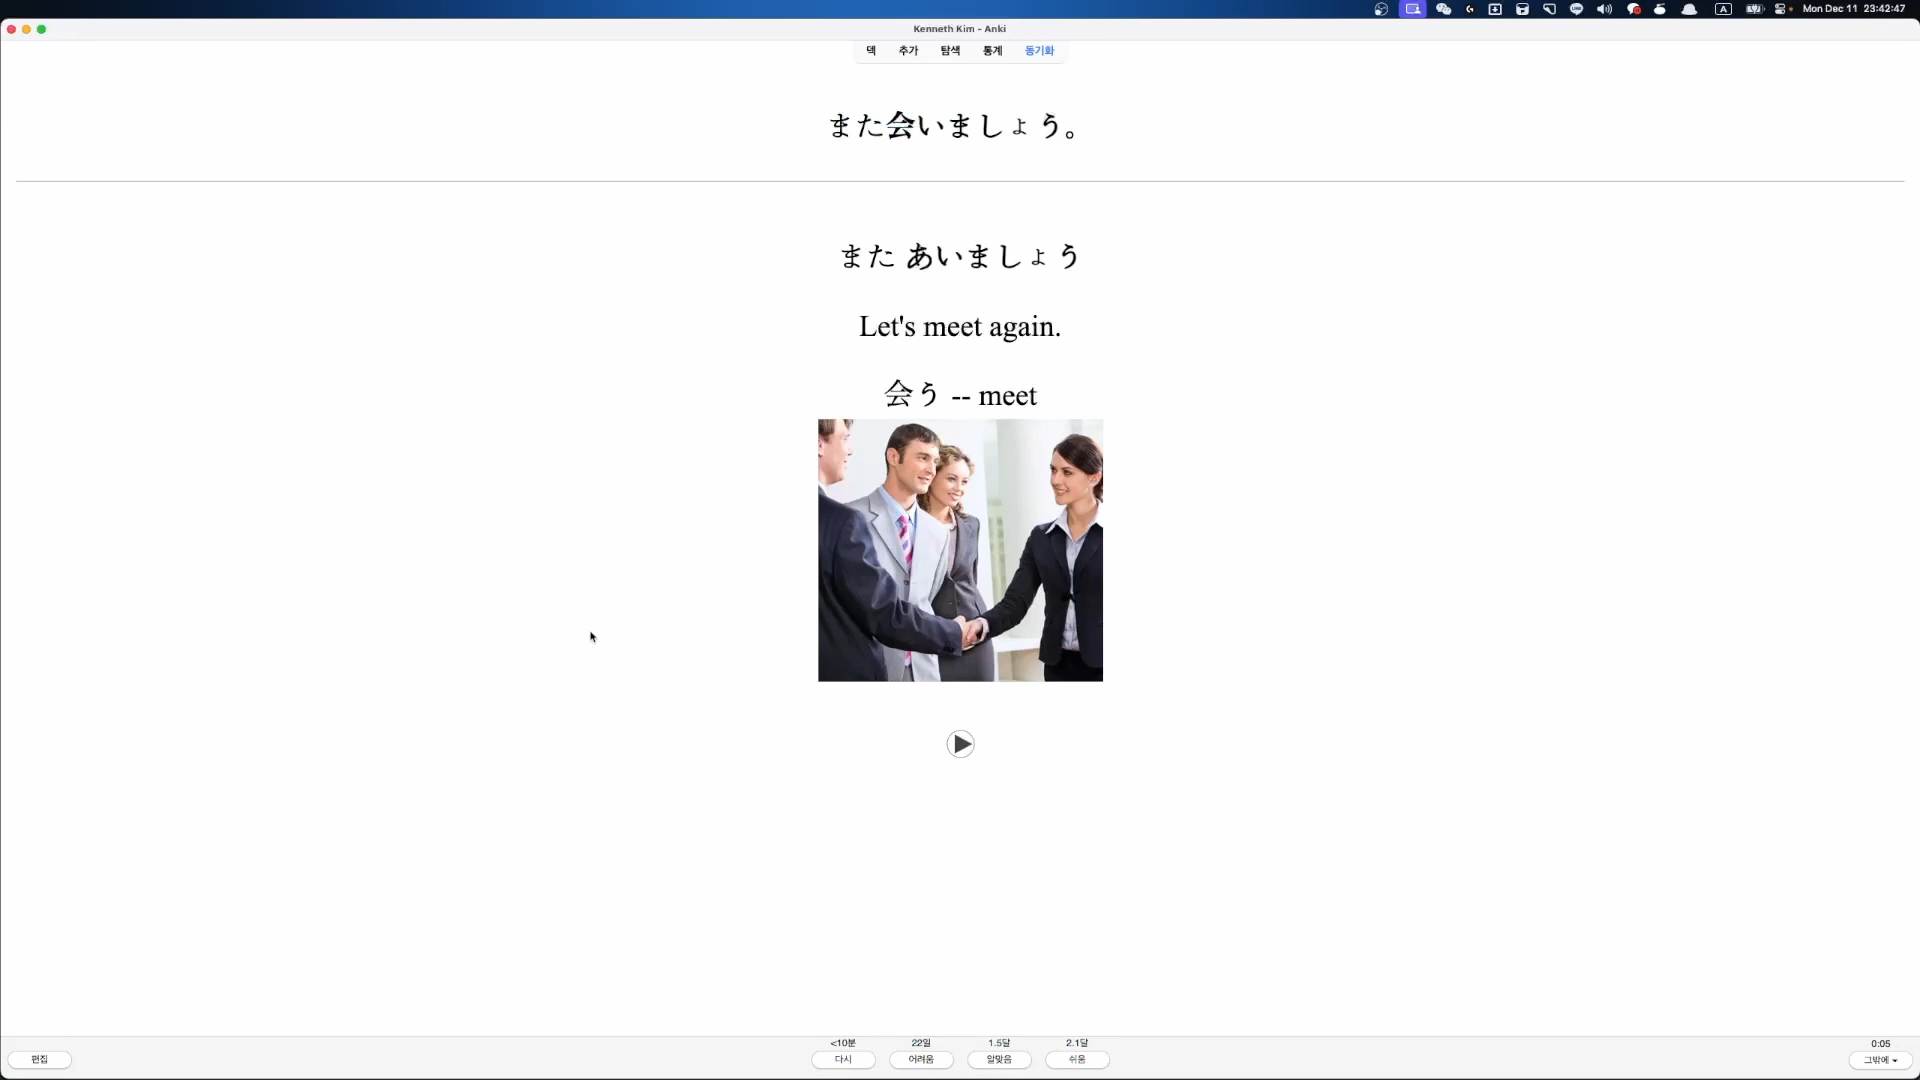 Mon Dec 11 23:42:47
Kenneth Kim - Anki
덱 추가 탐색 통계 동기화
また会いましょう。
また あいましょう
Let's meet again.
会う -- meet
<10분 22일 1.5달 2.1달 0:05
편집 다시 어려움 알맞음 쉬움 그밖에